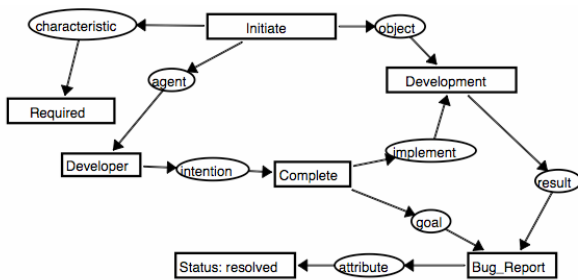 characteristic
Initiate
object
agent
Development
Required
Developer
intention
Complete
implement
result
goal
Status: resolved
attribute
Bug_Report